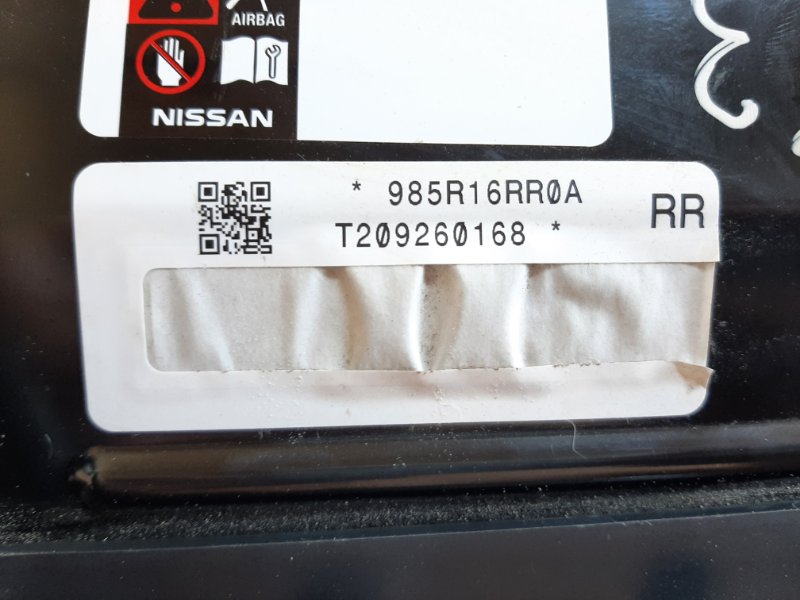 AIRBAG
NISSAN
* 985R16RR0A
T209260168 *
RR